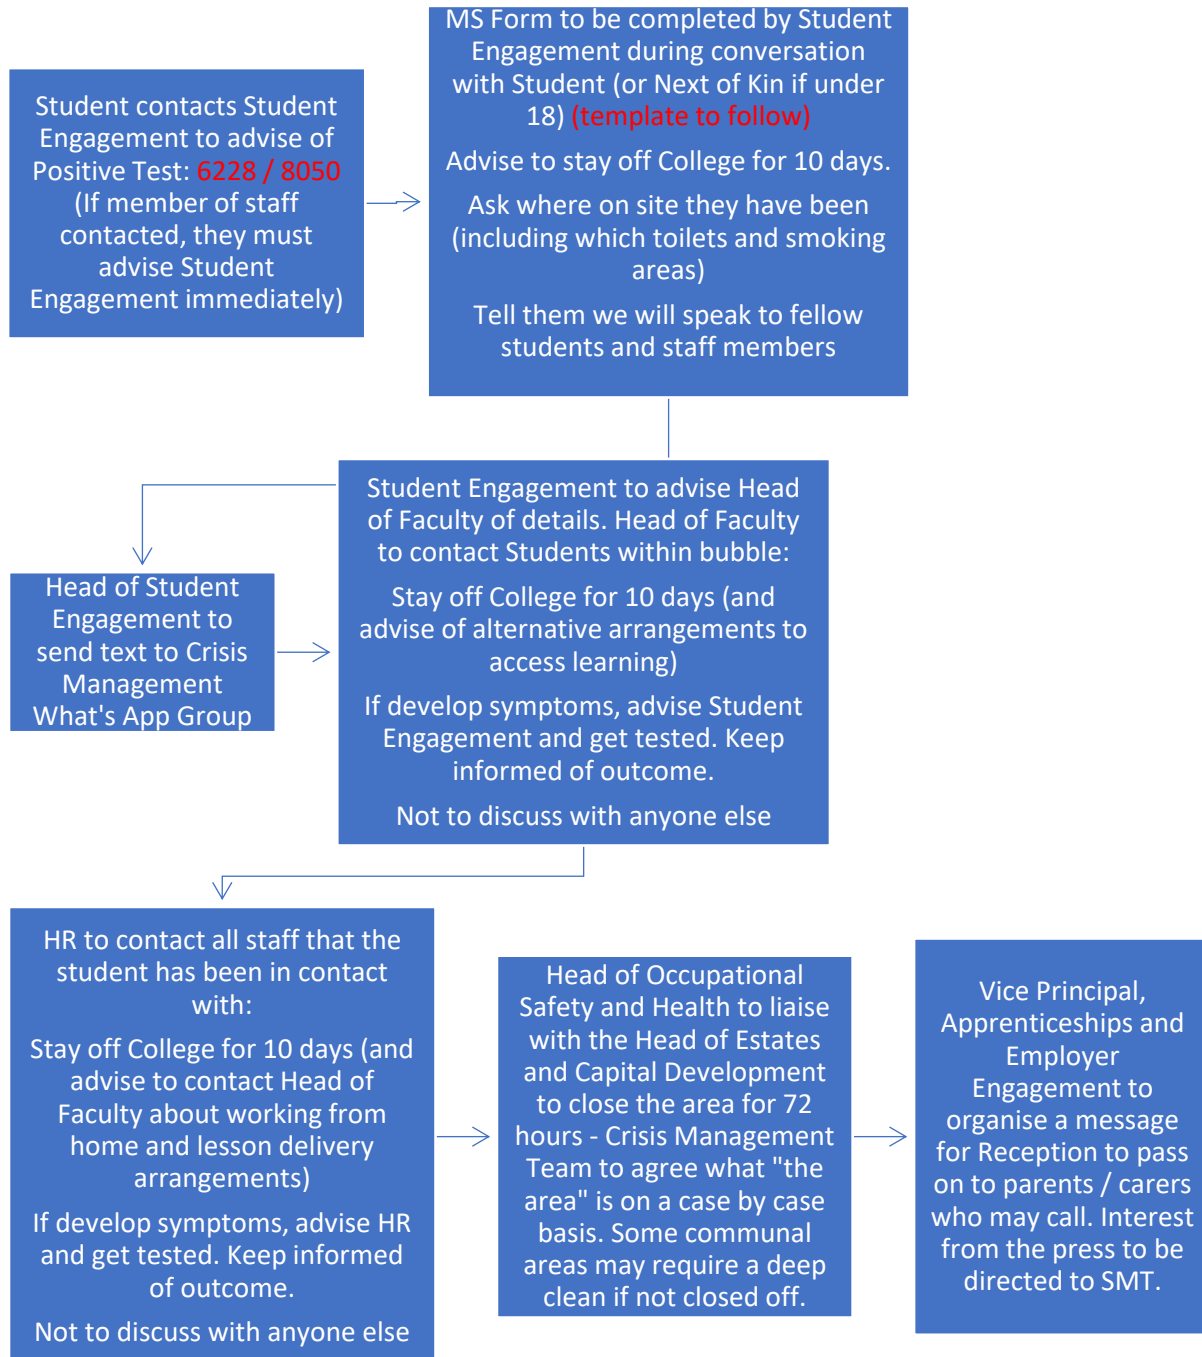 Student contacts Student
Engagement to advise of
Positive Test: 6228 / 8050
(If member of staff
contacted, they must
advise Student
Engagement immediately)
MS Form to be completed by Student
Engagement during conversation
with Student (or Next of Kin if under
18) (template to follow)
Advise to stay off College for 10 days.
Ask where on site they have been
(including which toilets and smoking
areas)
Tell them we will speak to fellow
students and staff members
Head of Student
Engagement to
send text to Crisis
Management
What's App Group
Student Engagement to advise Head
of Faculty of details. Head of Faculty
to contact Students within bubble:
Stay off College for 10 days (and
advise of alternative arrangements to
access learning)
If develop symptoms, advise Student
Engagement and get tested. Keep
informed of outcome.
Not to discuss with anyone else
HR to contact all staff that the
student has been in contact
with:
Stay off College for 10 days (and
advise to contact Head of
Faculty about working from
home and lesson delivery
arrangements)
If develop symptoms, advise HR
and get tested. Keep informed
of outcome.
Not to discuss with anyone else
Head of Occupational
Safety and Health to liaise
with the Head of Estates
and Capital Development
to close the area for 72
hours - Crisis Management
Team to agree what "the
area" is on a case by case
basis. Some communal
areas may require a deep
clean if not closed off.
Vice Principal,
Apprenticeships and
Employer
Engagement to
organise a message
for Reception to pass
on to parents / carers
who may call. Interest
from the press to be
directed to SMT.